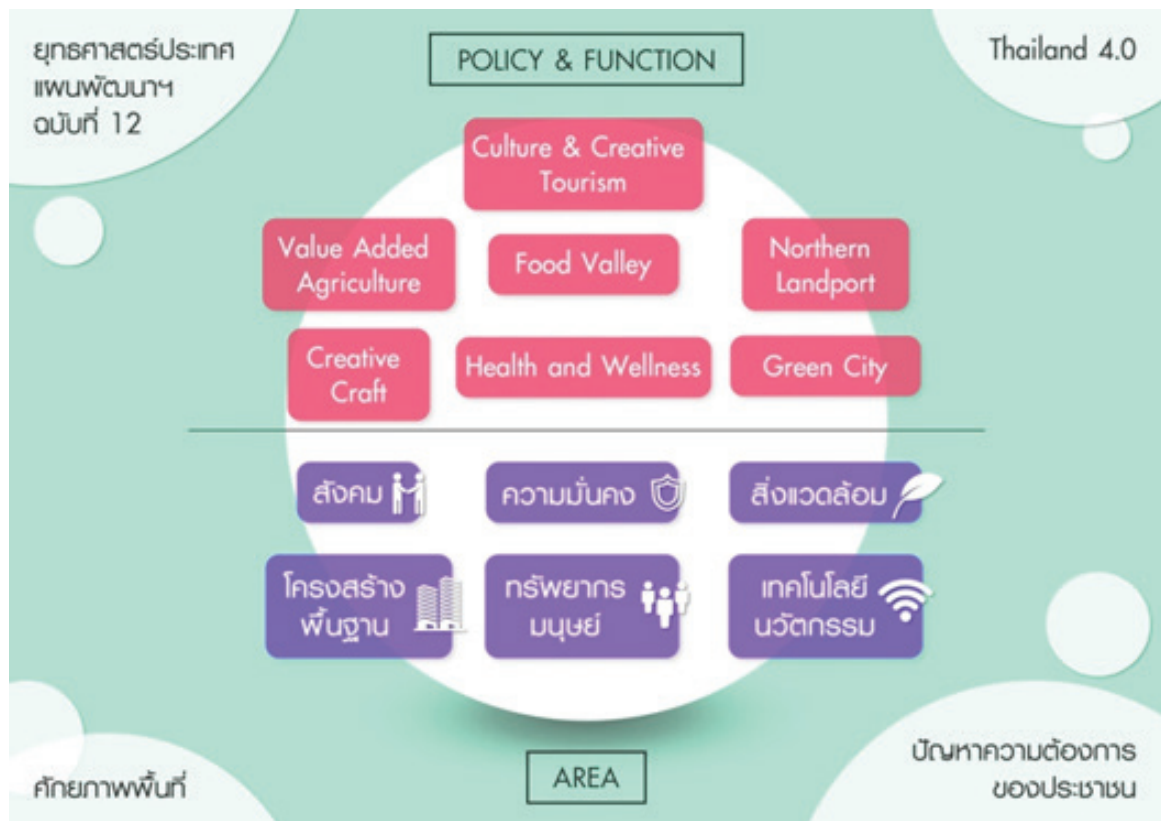 ยุทธศาสตร์ประเทศ
แผนพัฒนาฯ
ฉบับที่ 12
POLICY & FUNCTION
Thailand 4.0
Culture & Creative
Tourism
Value Added
Agriculture
Food Valley
Northern
Landport
Creative
Craft
Health and Wellness
Green City
สังคม
ความมั่นคง
สิ่งแวดล้อม
โครงสร้าง
พื้นฐาน
ทรัพยากร
มนุษย์
เทคโนโลยี
นวัตกรรม
ศักยภาพพื้นที่
AREA
ปัญหาความต้องการ
ของประชาชน